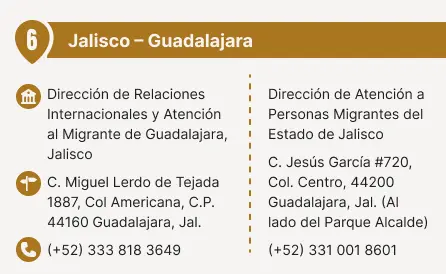 6
Jalisco – Guadalajara
Dirección de Relaciones
Internacionales y Atención
al Migrante de Guadalajara,
Jalisco
C. Miguel Lerdo de Tejada
1887, Col Americana, C.P.
44160 Guadalajara, Jal.
(+52) 333 818 3649
Dirección de Atención a
Personas Migrantes del
Estado de Jalisco
C. Jesús García #720,
Col. Centro, 44200
Guadalajara, Jal. (Al
lado del Parque Alcalde)
(+52) 331 001 8601